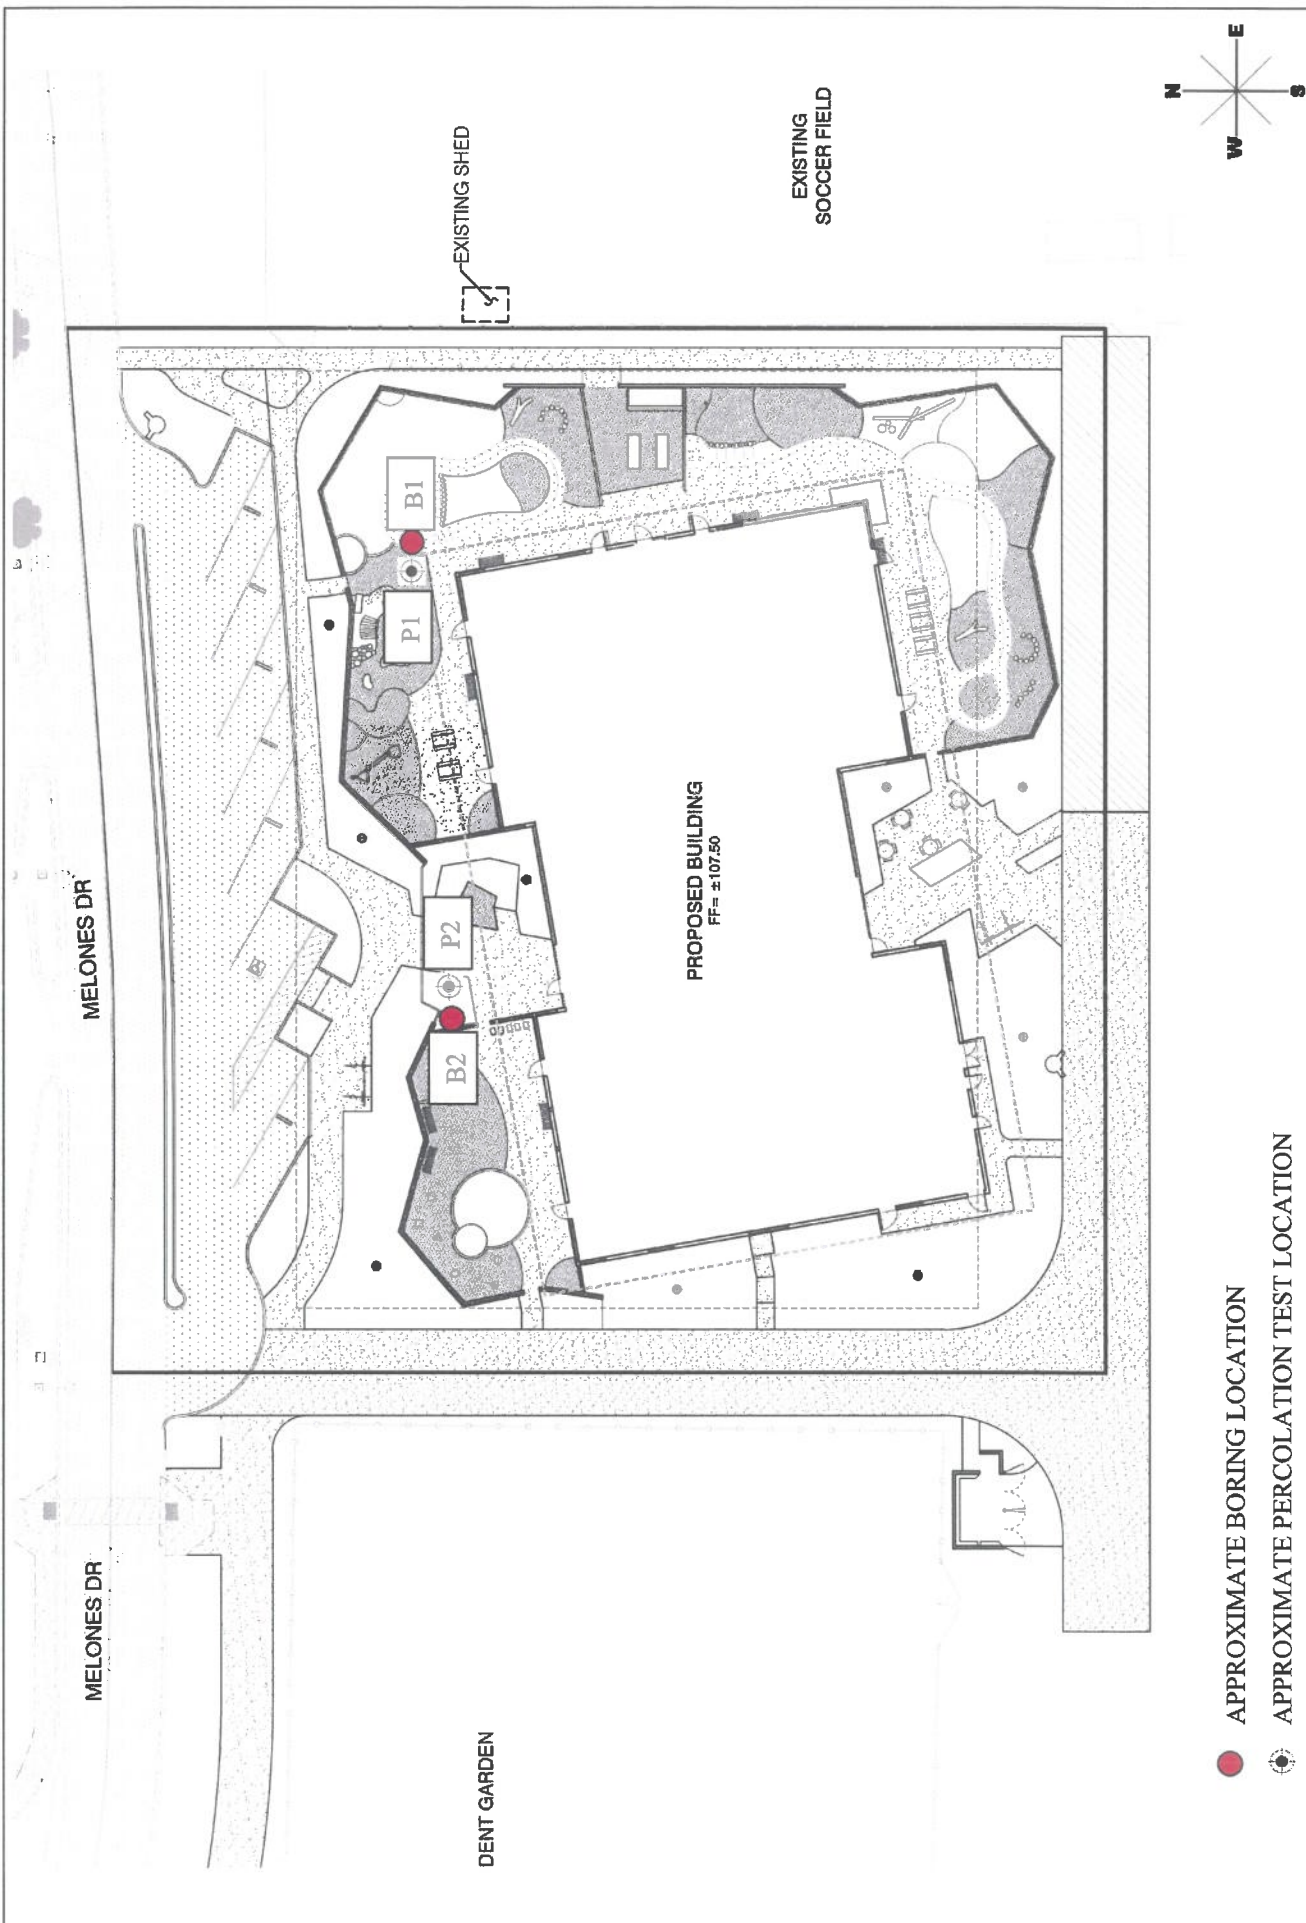 MELONES DR
MELONES DR
EXISTING SHED
EXISTING
SOCCER FIELD
N
E
W
S
B1
P1
P2
B2
PROPOSED BUILDING
FF= ±107.50
DENT GARDEN
APPROXIMATE BORING LOCATION
APPROXIMATE PERCOLATION TEST LOCATION